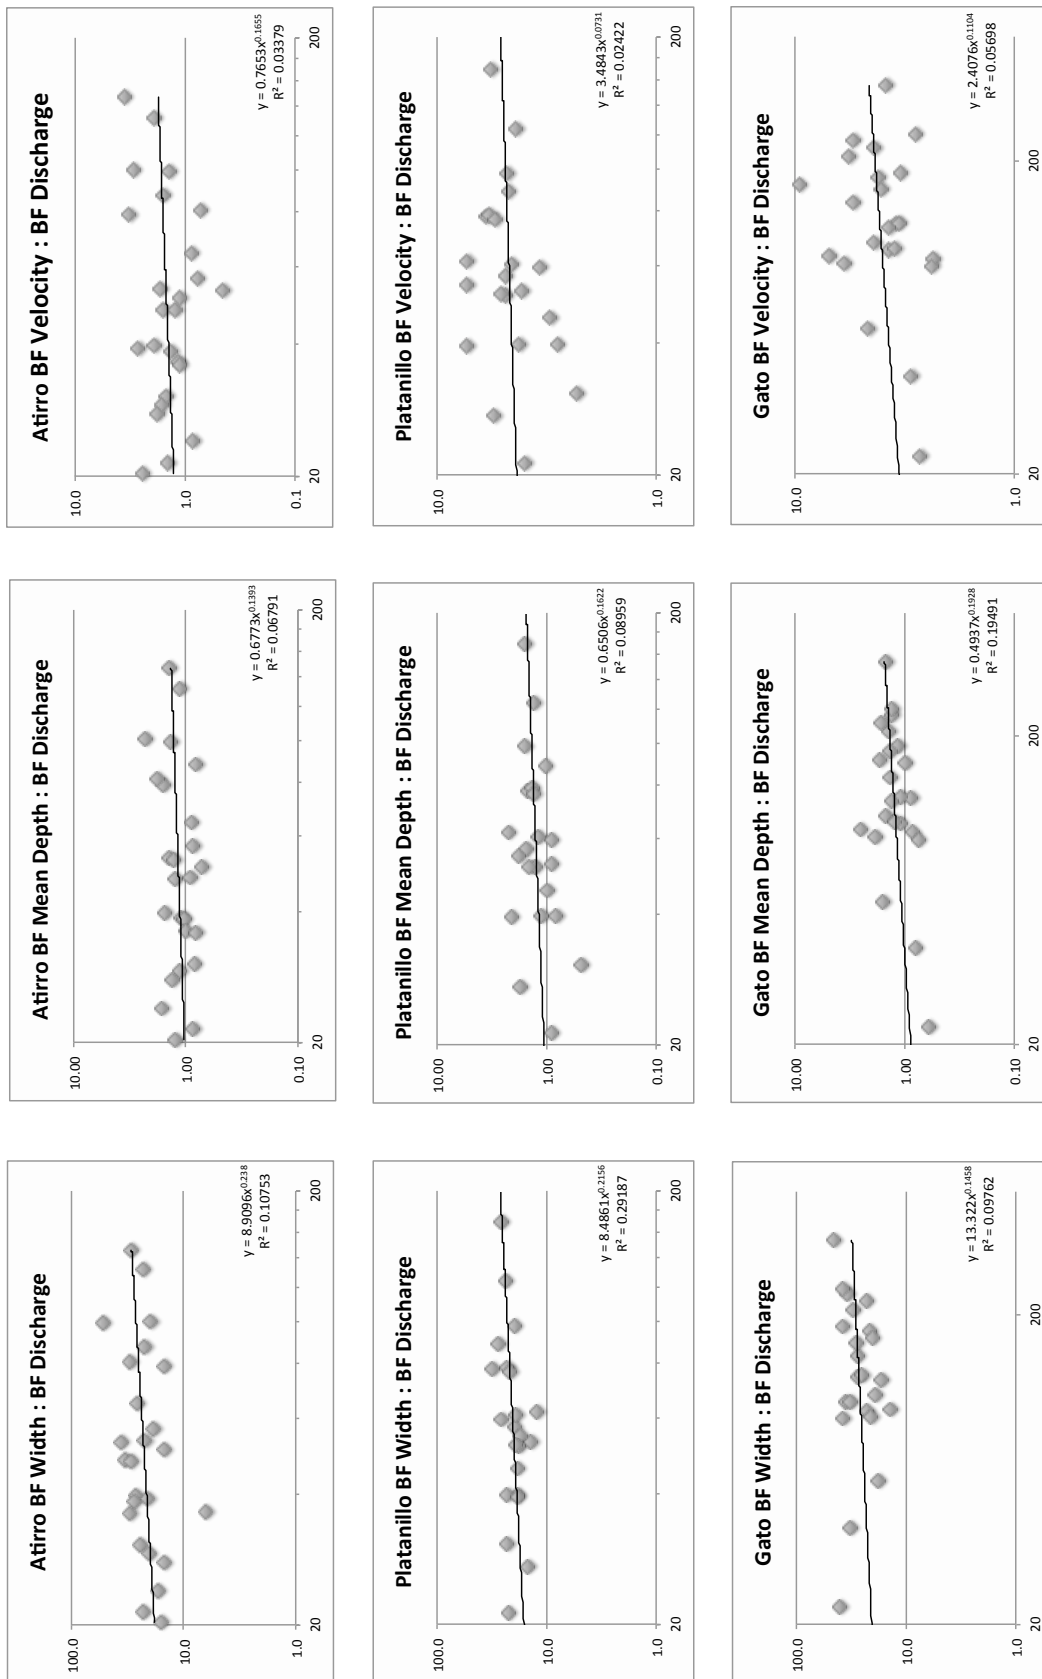 Atirro BF Width : BF Discharge
100.0
10.0
1.0
20
200
y = 8.9096x^0.238
R² = 0.10753
Atirro BF Mean Depth : BF Discharge
10.00
1.00
0.10
20
200
y = 0.6773x^0.1393
R² = 0.06791
Atirro BF Velocity : BF Discharge
10.0
1.0
0.1
20
200
y = 0.7653x^0.1655
R² = 0.03379
Platanillo BF Width : BF Discharge
100.0
10.0
1.0
20
200
y = 8.4861x^0.2156
R² = 0.29187
Platanillo BF Mean Depth : BF Discharge
10.00
1.00
0.10
20
200
y = 0.6506x^0.1622
R² = 0.08959
Platanillo BF Velocity : BF Discharge
10.0
1.0
20
200
y = 3.4843x^0.0731
R² = 0.02422
Gato BF Width : BF Discharge
100.0
10.0
1.0
20
200
y = 13.322x^0.1458
R² = 0.09762
Gato BF Mean Depth : BF Discharge
10.00
1.00
0.10
20
200
y = 0.4937x^0.1928
R² = 0.19491
Gato BF Velocity : BF Discharge
10.0
1.0
20
200
y = 2.4076x^0.1104
R² = 0.05698